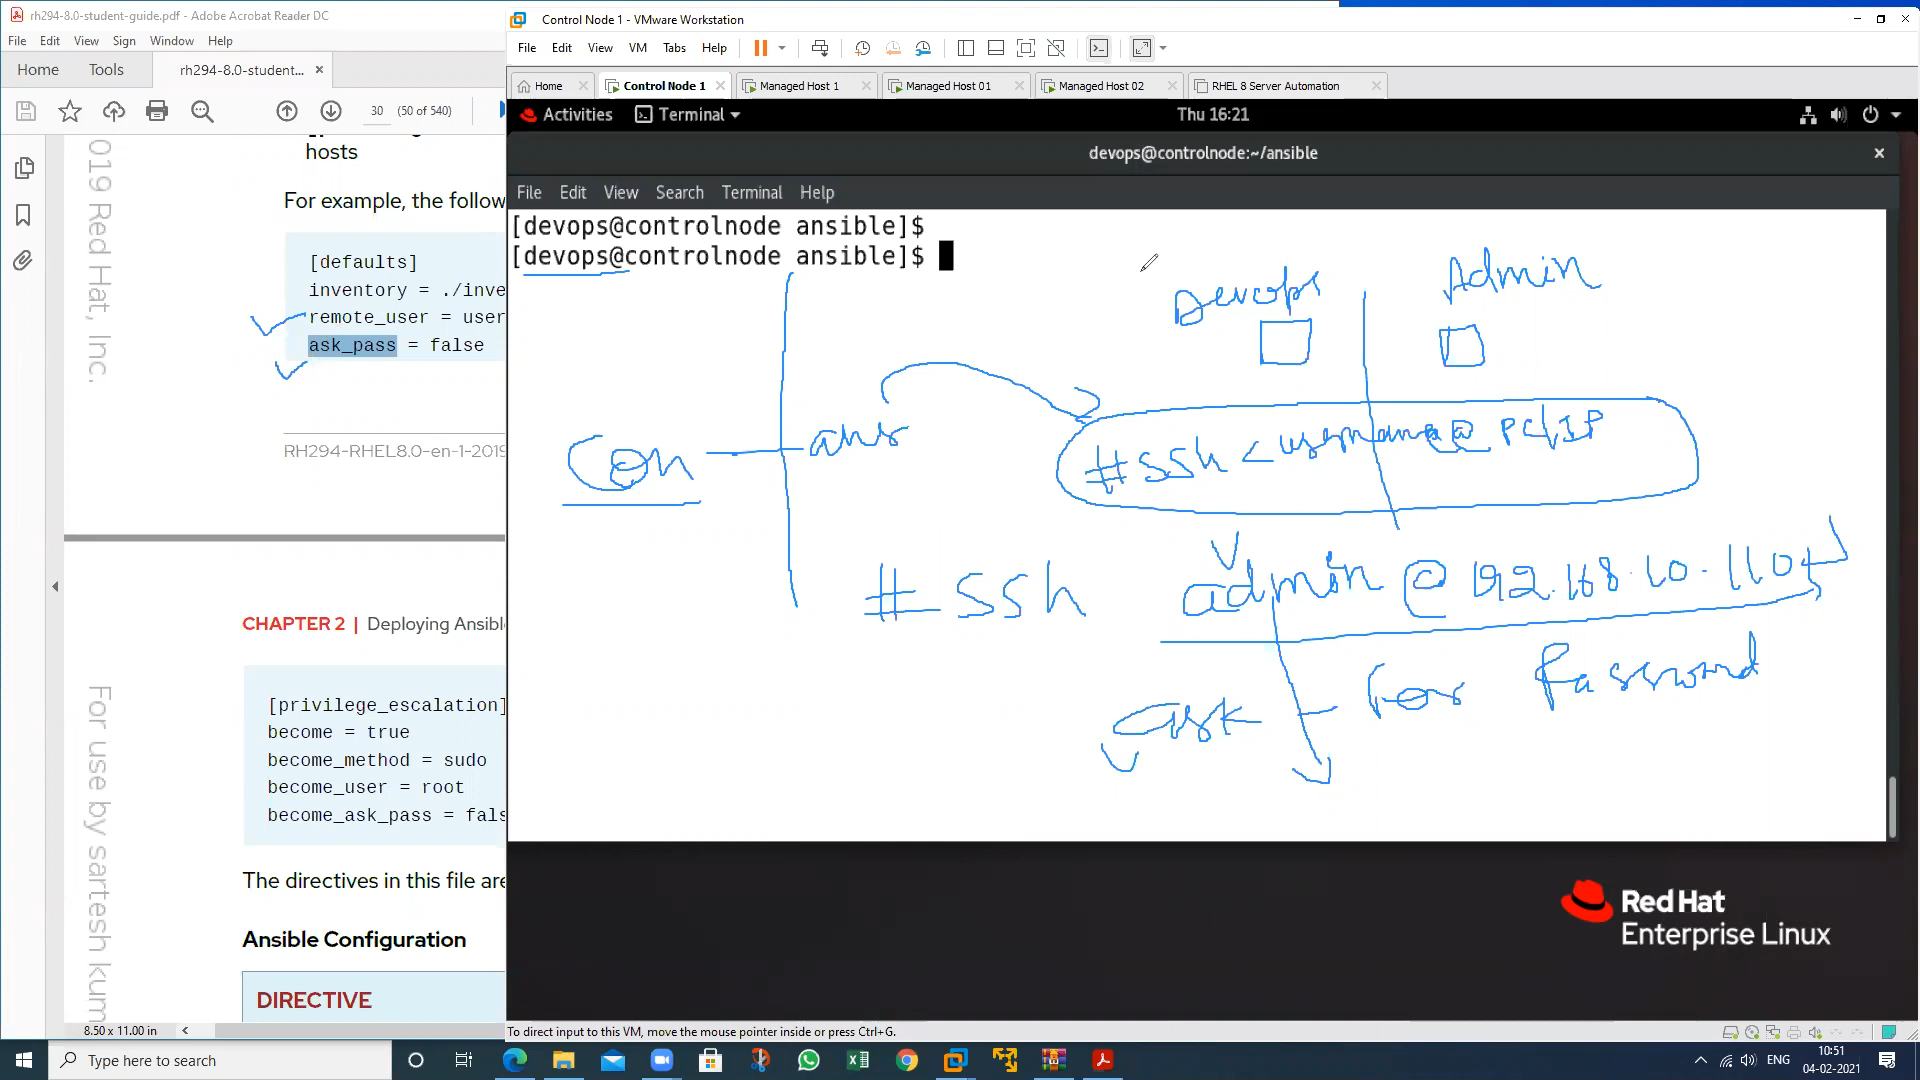 rh294-8.0-student-guide.pdf - Adobe Acrobat Reader DC
File Edit View Sign Window Help
Home Tools rh294-8.0-student... ×
30 (50 of 540)
hosts
For example, the follow
[defaults]
inventory = ./inve
remote_user = user
ask_pass = false
RH294-RHEL8.0-en-1-2019
019 Red Hat, Inc.
CHAPTER 2 | Deploying Ansible
[privilege_escalation]
become = true
become_method = sudo
become_user = root
become_ask_pass = fals
The directives in this file are
Ansible Configuration
DIRECTIVE
For use by sartesh kum
8.50 x 11.00 in
Control Node 1 - VMware Workstation
File Edit View VM Tabs Help
Home Control Node 1 Managed Host 1 Managed Host 01 Managed Host 02 RHEL 8 Server Automation
Activities Terminal Thu 16:21
devops@controlnode:~/ansible
File Edit View Search Terminal Help
[devops@controlnode ansible]$
[devops@controlnode ansible]$
Devops Admin
Con ans #SSh <username@ PC/IP
#SSh admin@192.168.10.110
ask - For Password
Red Hat
Enterprise Linux
To direct input to this VM, move the mouse pointer inside or press Ctrl+G.
Type here to search
ENG
10:51
04-02-2021